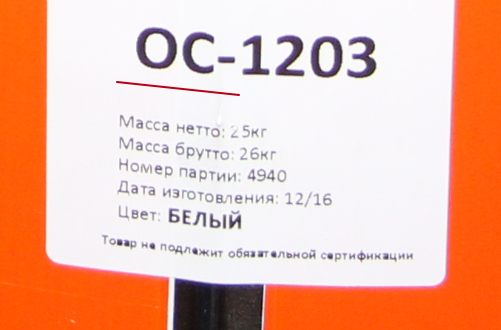 ОС-1203
Масса нетто: 25кг
Масса брутто: 26кг
Номер партии: 4940
Дата изготовления: 12/16
Цвет: БЕЛЫЙ
Товар не подлежит обязательной сертификации